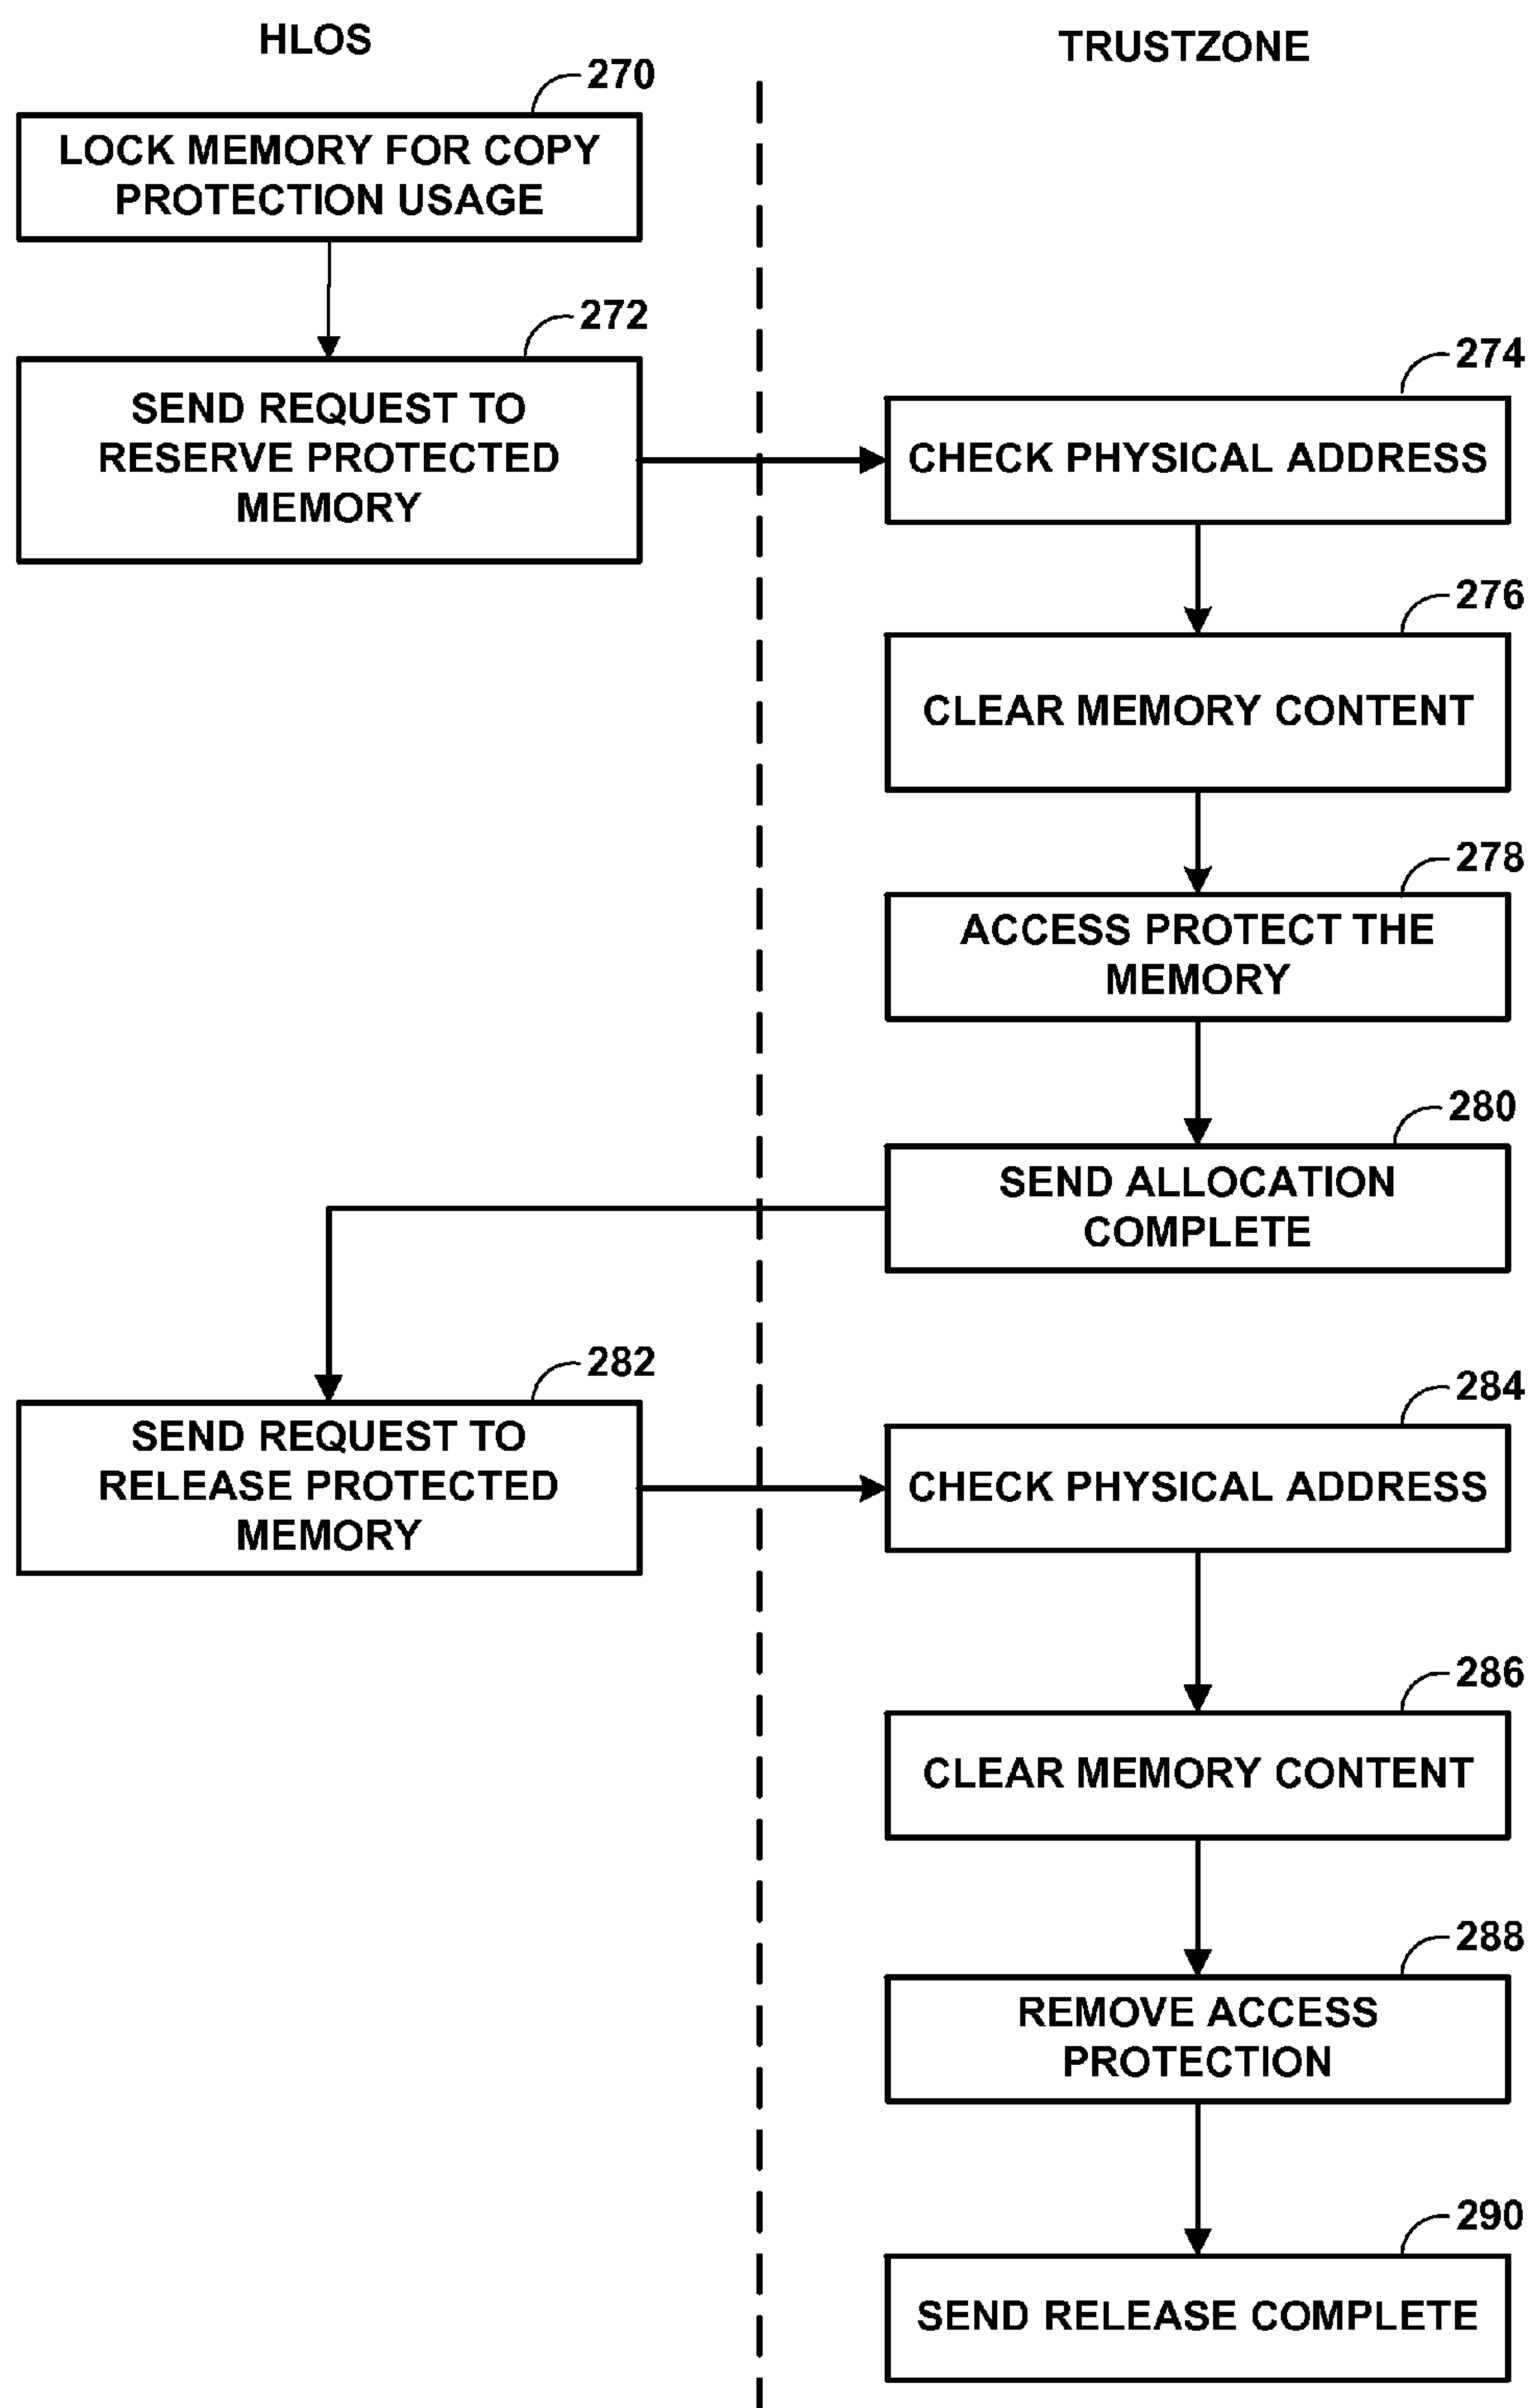 HLOS
TRUSTZONE
270
LOCK MEMORY FOR COPY
PROTECTION USAGE
272
SEND REQUEST TO
RESERVE PROTECTED
MEMORY
274
CHECK PHYSICAL ADDRESS
276
CLEAR MEMORY CONTENT
278
ACCESS PROTECT THE
MEMORY
280
SEND ALLOCATION
COMPLETE
282
SEND REQUEST TO
RELEASE PROTECTED
MEMORY
284
CHECK PHYSICAL ADDRESS
286
CLEAR MEMORY CONTENT
288
REMOVE ACCESS
PROTECTION
290
SEND RELEASE COMPLETE